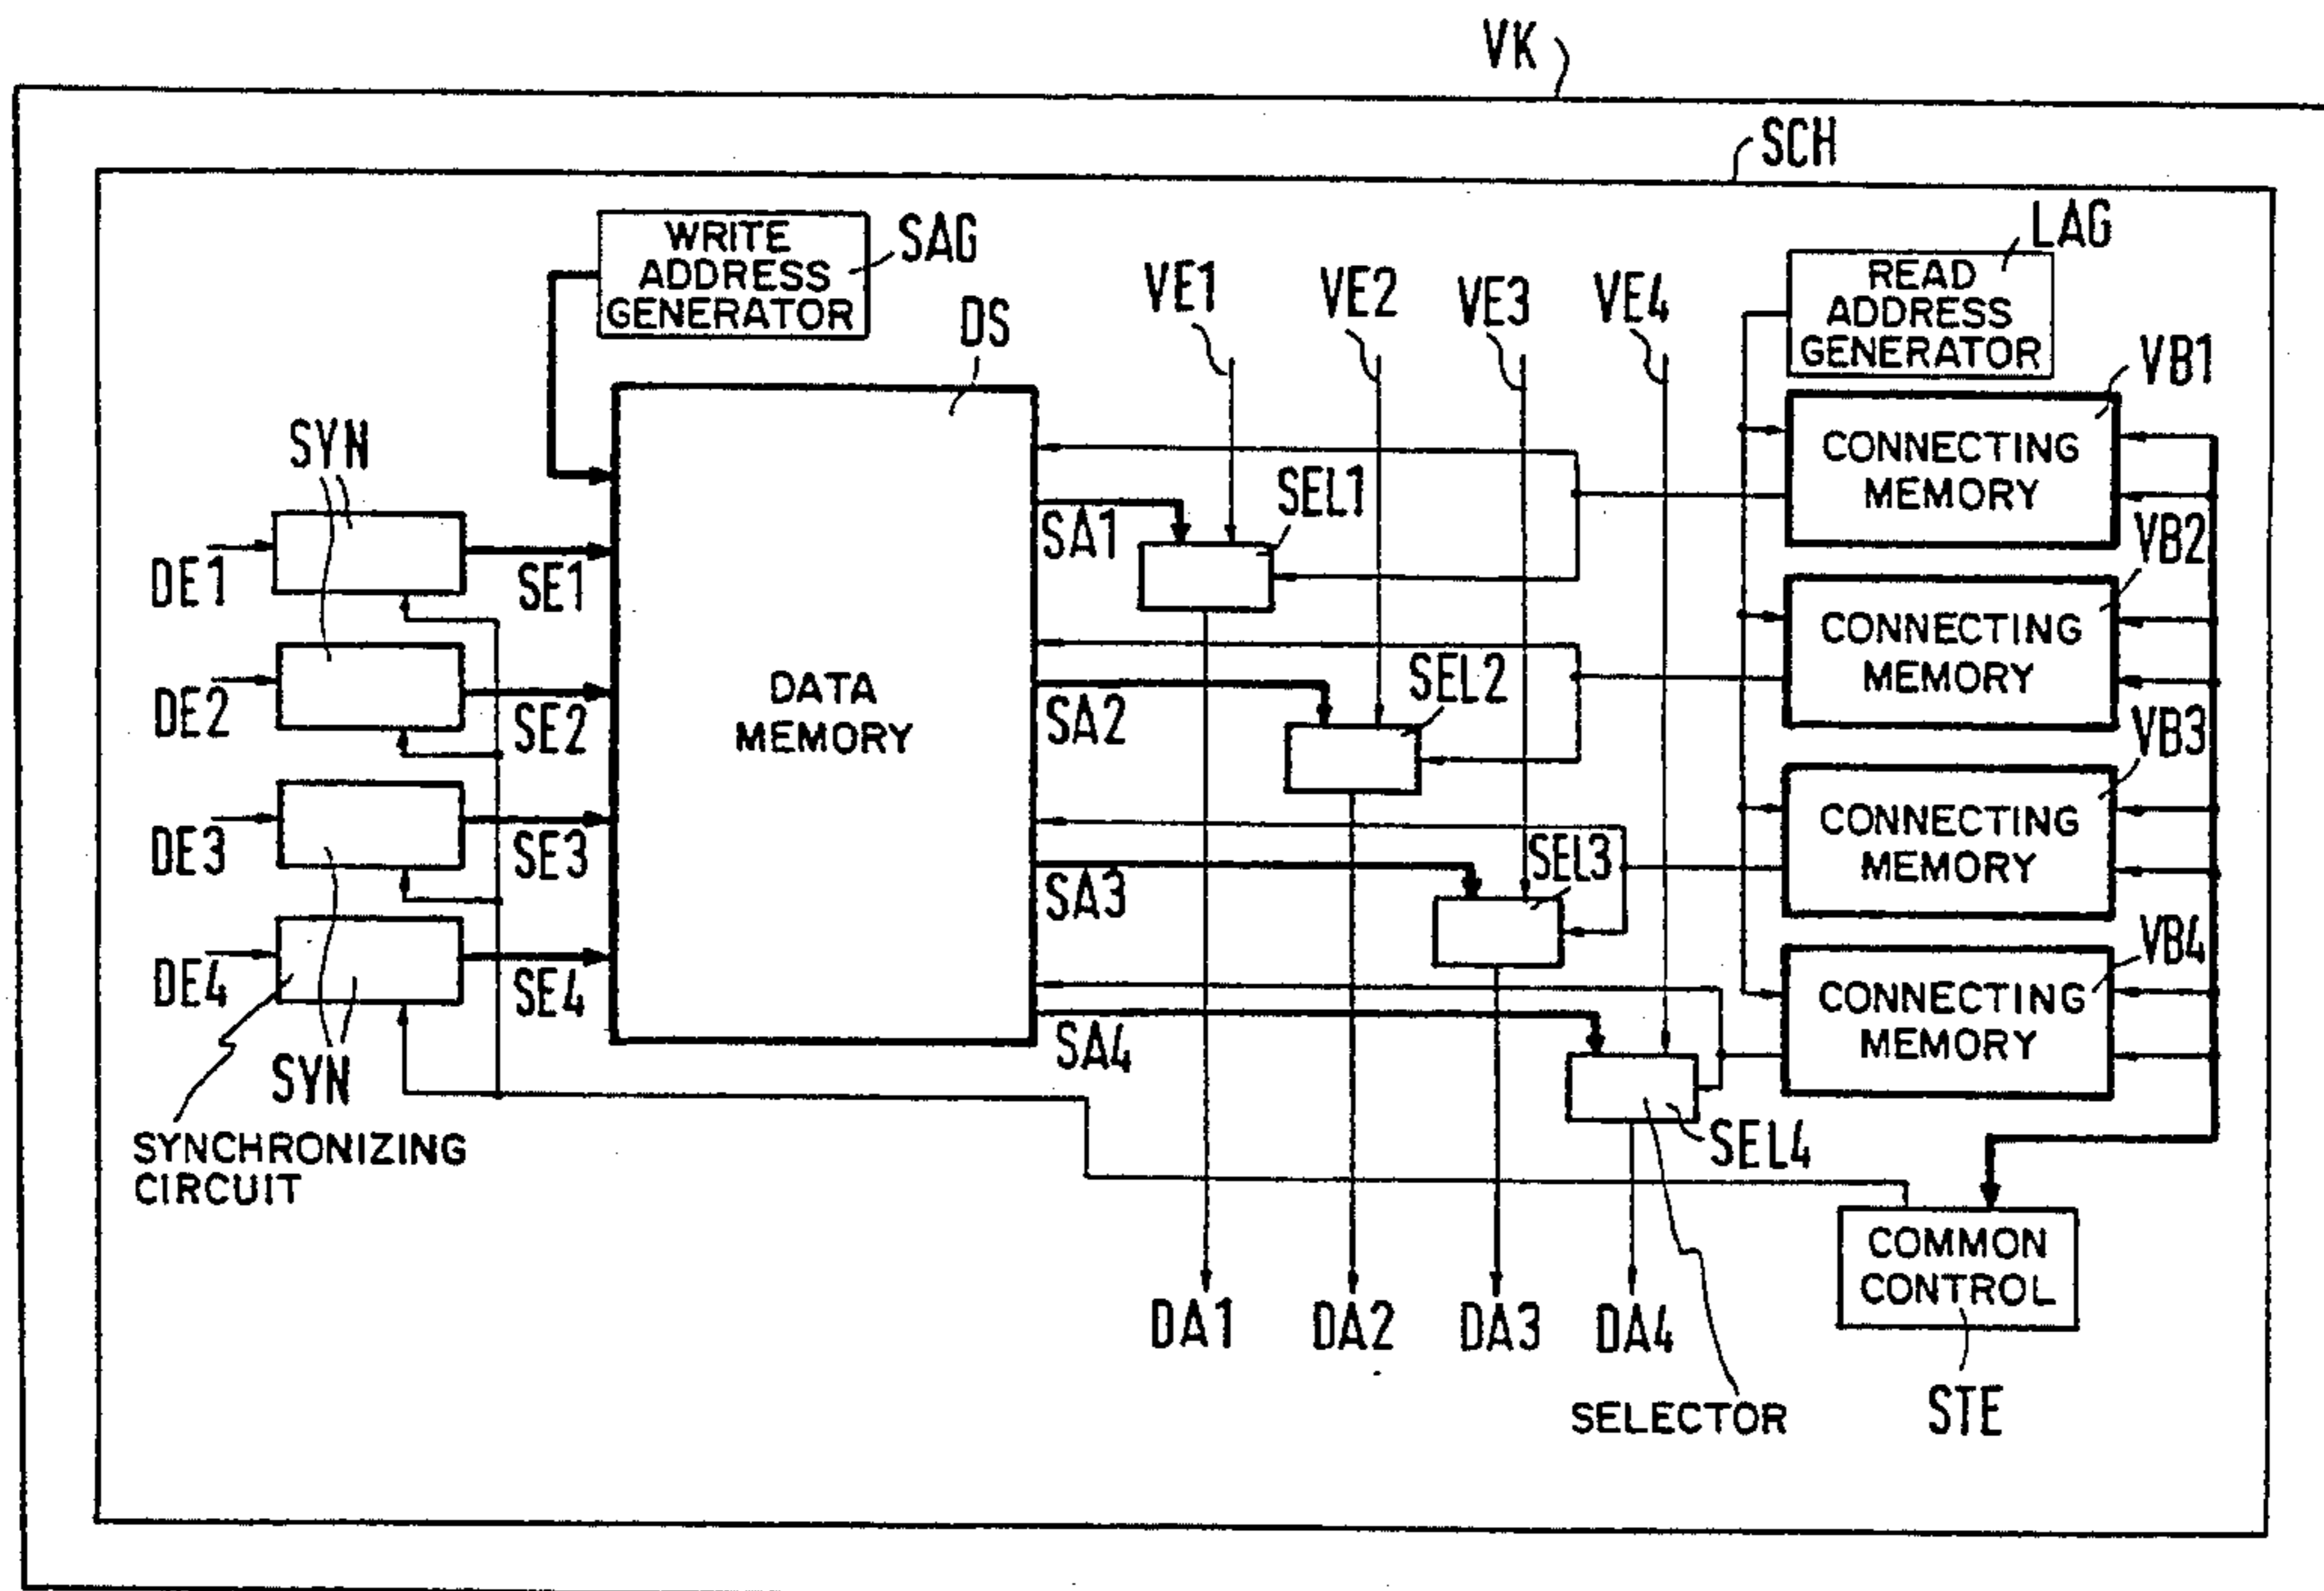 VK
SCH
WRITE
ADDRESS
GENERATOR
SAG
DS
VE1
VE2
VE3
VE4
LAG
READ
ADDRESS
GENERATOR
VB1
CONNECTING
MEMORY
VB2
CONNECTING
MEMORY
VB3
CONNECTING
MEMORY
VB4
CONNECTING
MEMORY
SYN
DE1
SE1
DE2
SE2
DE3
SE3
DE4
SE4
SYN
SYNCHRONIZING
CIRCUIT
DATA
MEMORY
SA1
SEL1
SA2
SEL2
SA3
SEL3
SA4
SEL4
DA1
DA2
DA3
DA4
SELECTOR
COMMON
CONTROL
STE